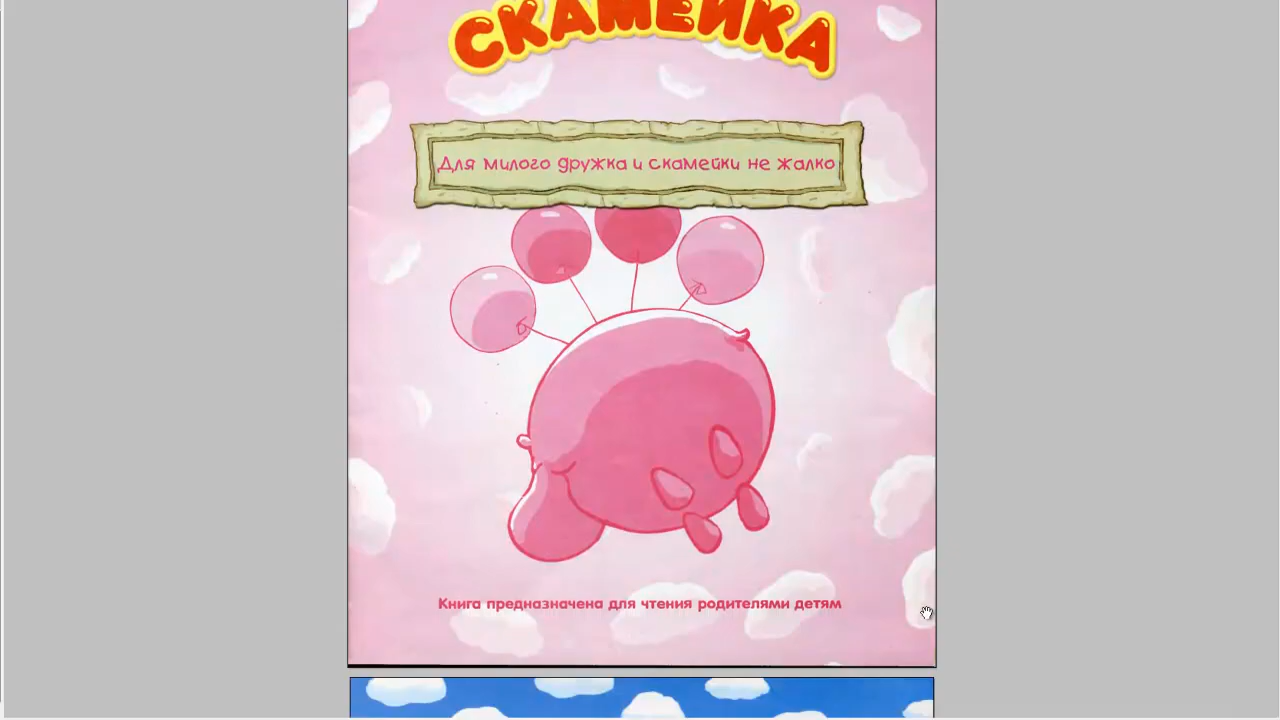 СКАМЕЙКА
Для милого дружка и скамейки не жалко
Книга предназначена для чтения родителями детям